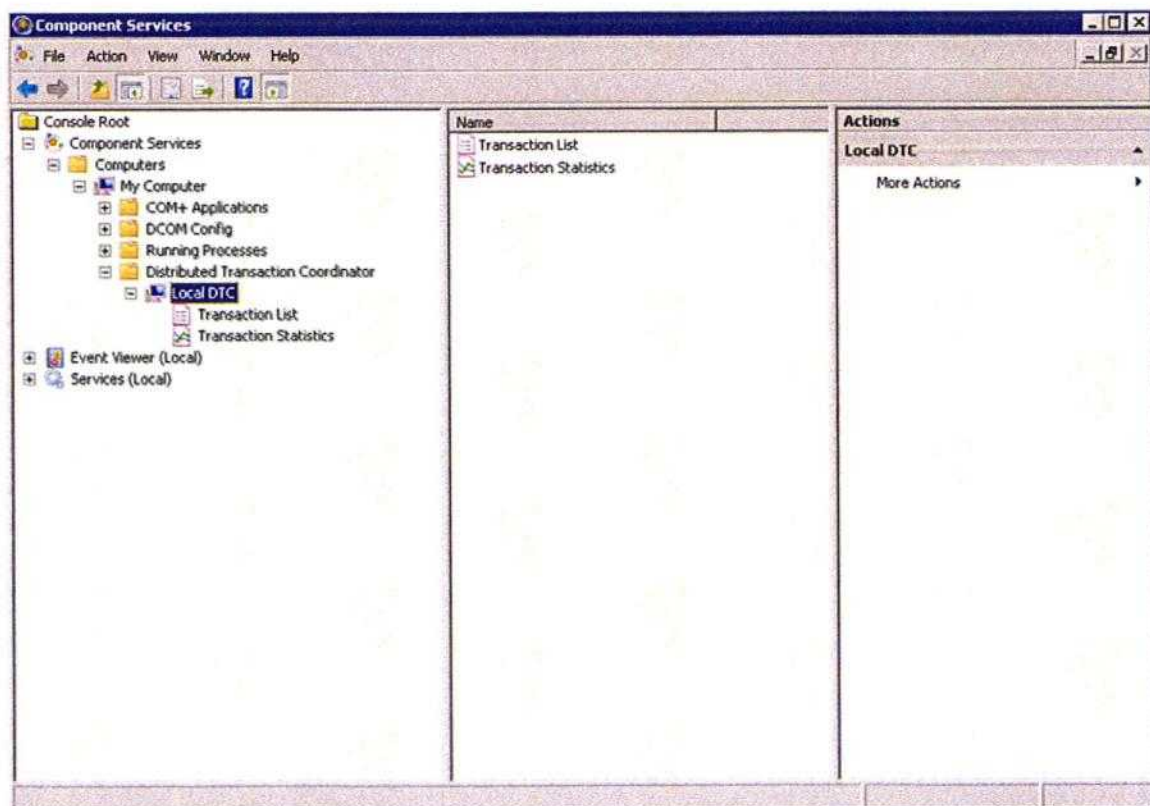 Component Services
File Action View Window Help
Console Root
Component Services
Computers
My Computer
COM+ Applications
DCOM Config
Running Processes
Distributed Transaction Coordinator
Local DTC
Transaction List
Transaction Statistics
Event Viewer (Local)
Services (Local)
Name
Transaction List
Transaction Statistics
Actions
Local DTC
More Actions